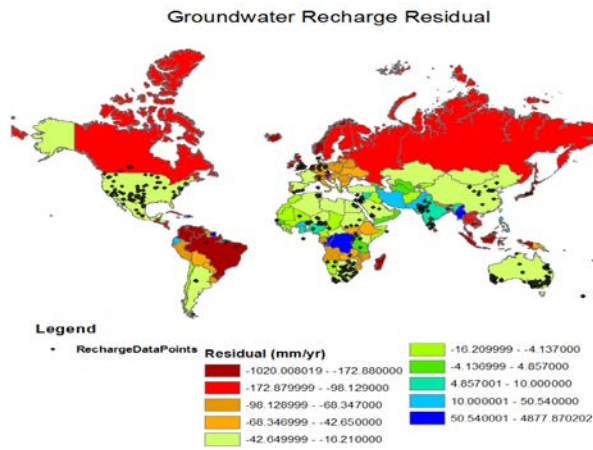 Groundwater Recharge Residual
Legend
RechargeDataPoints
Residual (mm/yr)
-1020.008019 - -172.880000
-172.879999 - -98.129000
-98.128999 - -68.347000
-68.346999 - -42.650000
-42.649999 - -16.210000
-16.209999 - -4.137000
-4.136999 - 4.857000
4.857001 - 10.000000
10.000001 - 50.540000
50.540001 - 4877.870202